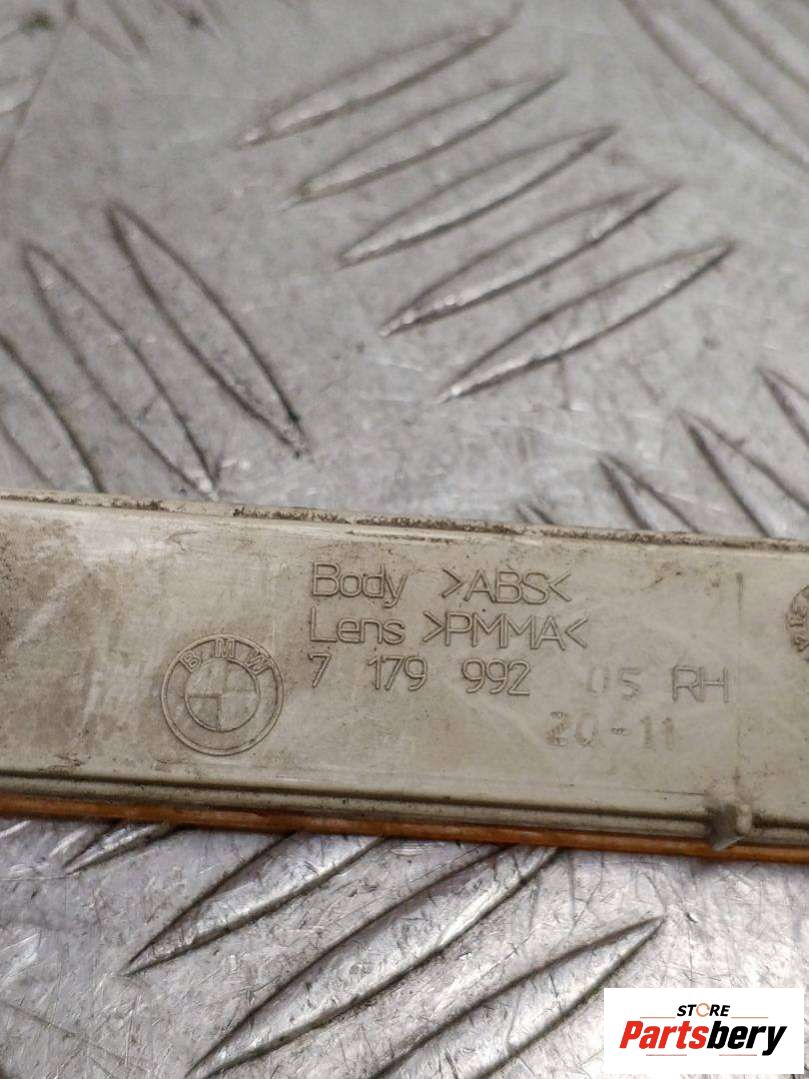 Body >ABS<
Lens >PMMA<
7 179 992 05 RH
20-11
BMW
STORE
Partsbery